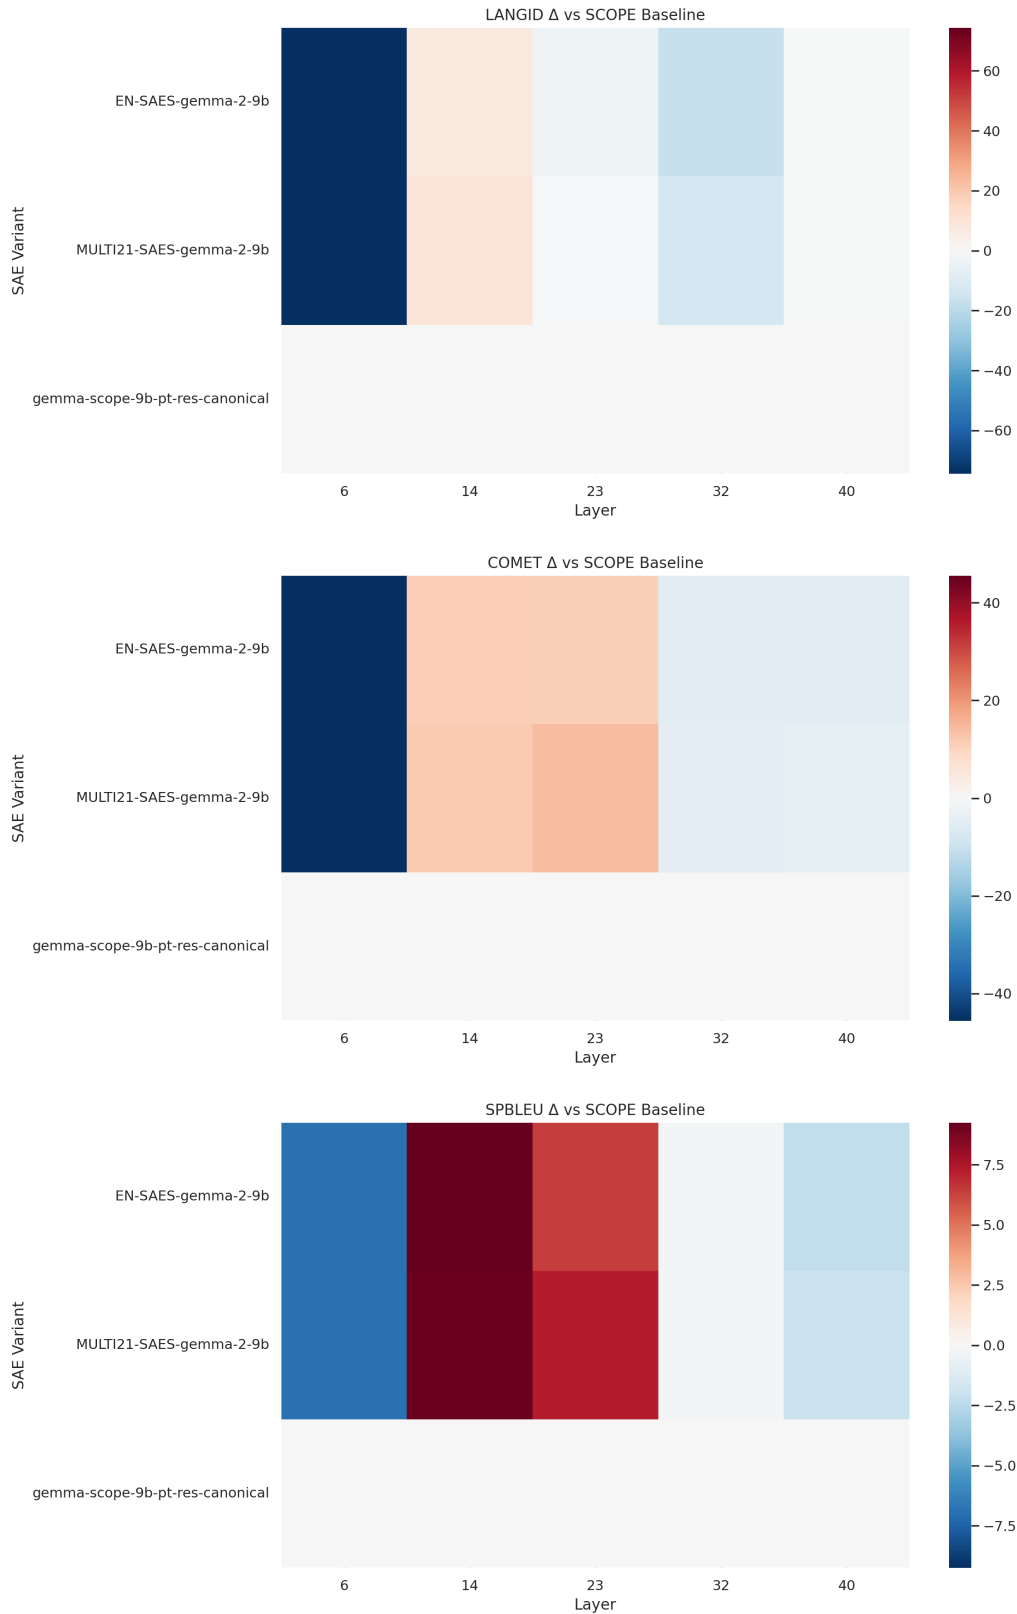 LANGID Δ vs SCOPE Baseline
SAE Variant
EN-SAES-gemma-2-9b
MULTI21-SAES-gemma-2-9b
gemma-scope-9b-pt-res-canonical
6 14 23 32 40
Layer
60
40
20
0
−20
−40
−60
COMET Δ vs SCOPE Baseline
SAE Variant
EN-SAES-gemma-2-9b
MULTI21-SAES-gemma-2-9b
gemma-scope-9b-pt-res-canonical
6 14 23 32 40
Layer
40
20
0
−20
−40
SPBLEU Δ vs SCOPE Baseline
SAE Variant
EN-SAES-gemma-2-9b
MULTI21-SAES-gemma-2-9b
gemma-scope-9b-pt-res-canonical
6 14 23 32 40
Layer
7.5
5.0
2.5
0.0
−2.5
−5.0
−7.5